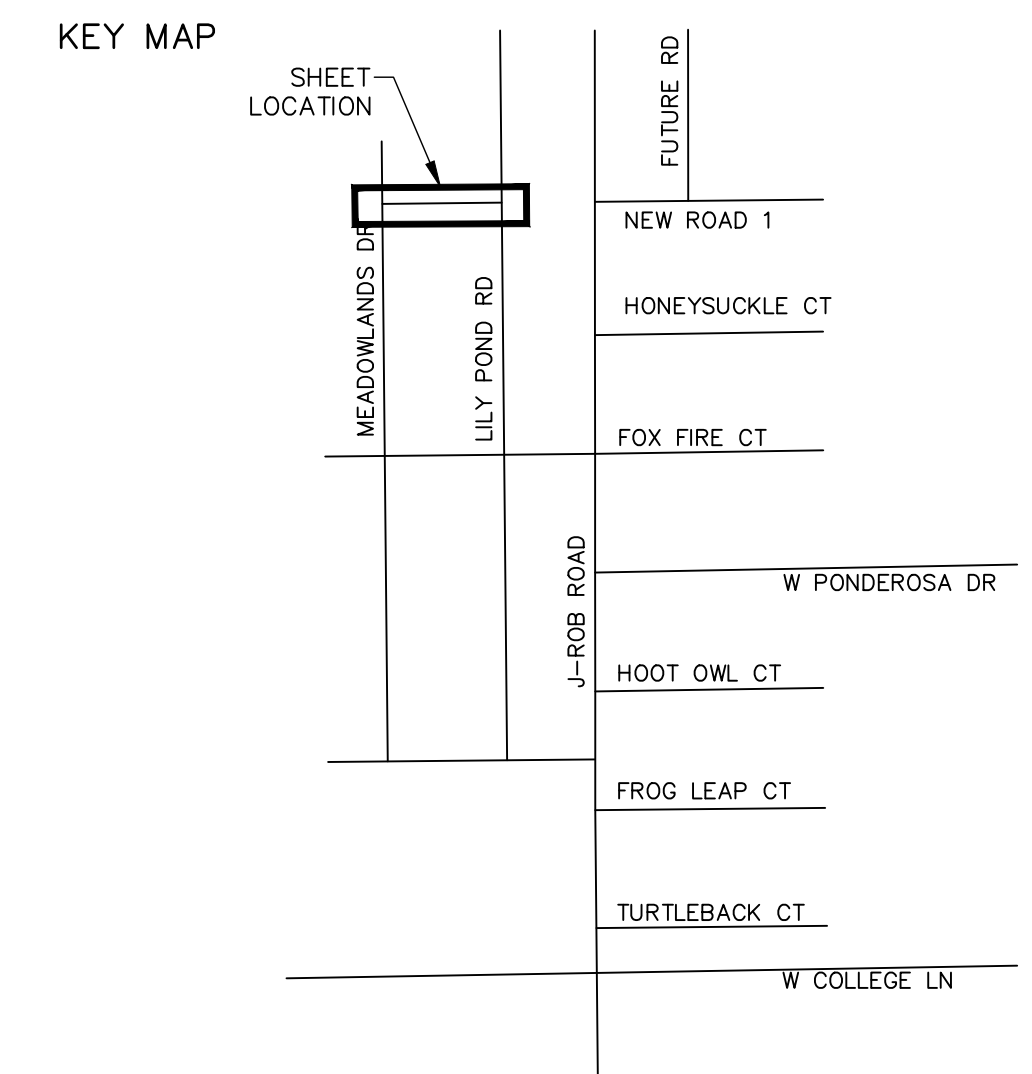 KEY MAP
SHEET
LOCATION
FUTURE RD
NEW ROAD 1
MEADOWLANDS DR
LILY POND RD
HONEYSUCKLE CT
FOX FIRE CT
J-ROB ROAD
W PONDEROSA DR
HOOT OWL CT
FROG LEAP CT
TURTLEBACK CT
W COLLEGE LN